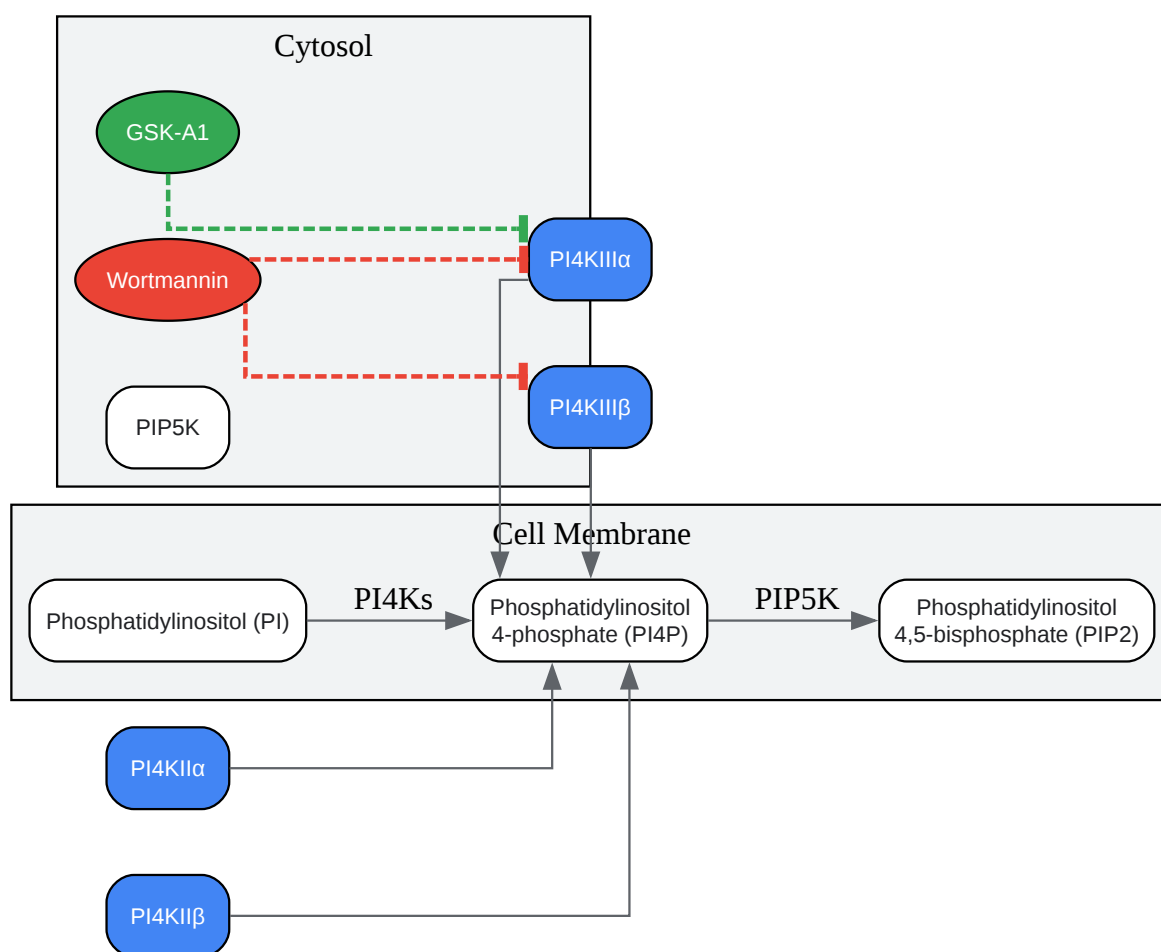 Cytosol
GSK-A1
PI4KIIIα
Wortmannin
PI4KIIIβ
PIP5K
Cell Membrane
Phosphatidylinositol (PI)
PI4Ks
Phosphatidylinositol
4-phosphate (PI4P)
PIP5K
Phosphatidylinositol
4,5-bisphosphate (PIP2)
PI4KIIα
PI4KIIβ